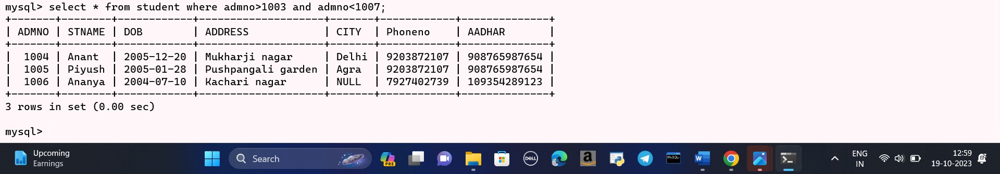 mysql> select * from student where admno>1003 and admno<1007;
+-------+---------+------------+--------------------+-------+------------+--------------+
| ADMNO | STNAME | DOB        | ADDRESS            | CITY  | Phoneno    | AADHAR       |
+-------+---------+------------+--------------------+-------+------------+--------------+
|  1004 | Anant  | 2005-12-20 | Mukharji nagar     | Delhi | 9203872107 | 908765987654 |
|  1005 | Piyush | 2005-01-28 | Pushpangali garden | Agra  | 9203872107 | 908765987654 |
|  1006 | Ananya | 2004-07-10 | Kachari nagar      | NULL  | 7927402739 | 109354289123 |
+-------+---------+------------+--------------------+-------+------------+--------------+
3 rows in set (0.00 sec)
mysql>
Upcoming
Earnings
Search
PRE
DELL
a
MySQL>
W
ENG
IN
12:59
19-10-2023